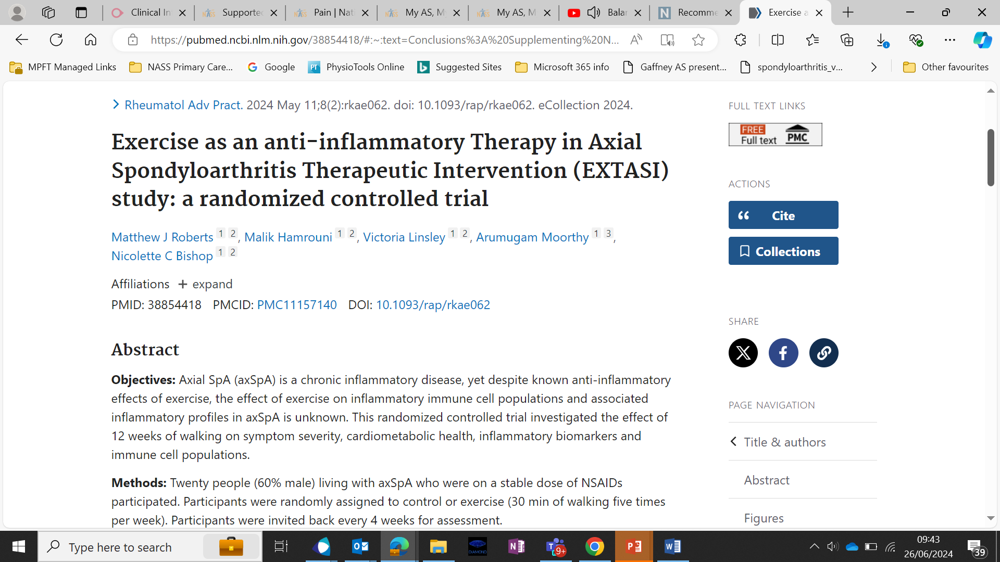 Clinical In
Supported
Pain | Nati
My AS, M
My AS, M
Balar
Recomme
Exercise a
https://pubmed.ncbi.nlm.nih.gov/38854418/#:~:text=Conclusions%3A%20Supplementing%20N...
MPFT Managed Links
NASS Primary Care...
Google
PT
PhysioTools Online
Suggested Sites
Microsoft 365 info
Gaffney AS present...
spondyloarthritis_v...
Other favourites
Rheumatol Adv Pract. 2024 May 11;8(2):rkae062. doi: 10.1093/rap/rkae062. eCollection 2024.
Exercise as an anti-inflammatory Therapy in Axial
Spondyloarthritis Therapeutic Intervention (EXTASI)
study: a randomized controlled trial
Matthew J Roberts 1 2, Malik Hamrouni 1 2, Victoria Linsley 1 2, Arumugam Moorthy 1 3,
Nicolette C Bishop 1 2
Affiliations + expand
PMID: 38854418 PMCID: PMC11157140 DOI: 10.1093/rap/rkae062
Abstract
Objectives: Axial SpA (axSpA) is a chronic inflammatory disease, yet despite known anti-inflammatory
effects of exercise, the effect of exercise on inflammatory immune cell populations and associated
inflammatory profiles in axSpA is unknown. This randomized controlled trial investigated the effect of
12 weeks of walking on symptom severity, cardiometabolic health, inflammatory biomarkers and
immune cell populations.
Methods: Twenty people (60% male) living with axSpA who were on a stable dose of NSAIDs
participated. Participants were randomly assigned to control or exercise (30 min of walking five times
per week). Participants were invited back every 4 weeks for assessment.
FULL TEXT LINKS
FREE
Full text
PMC
ACTIONS
Cite
Collections
SHARE
PAGE NAVIGATION
Title & authors
Abstract
Figures
Type here to search
DIAMOND
9+
09:43
26/06/2024
39